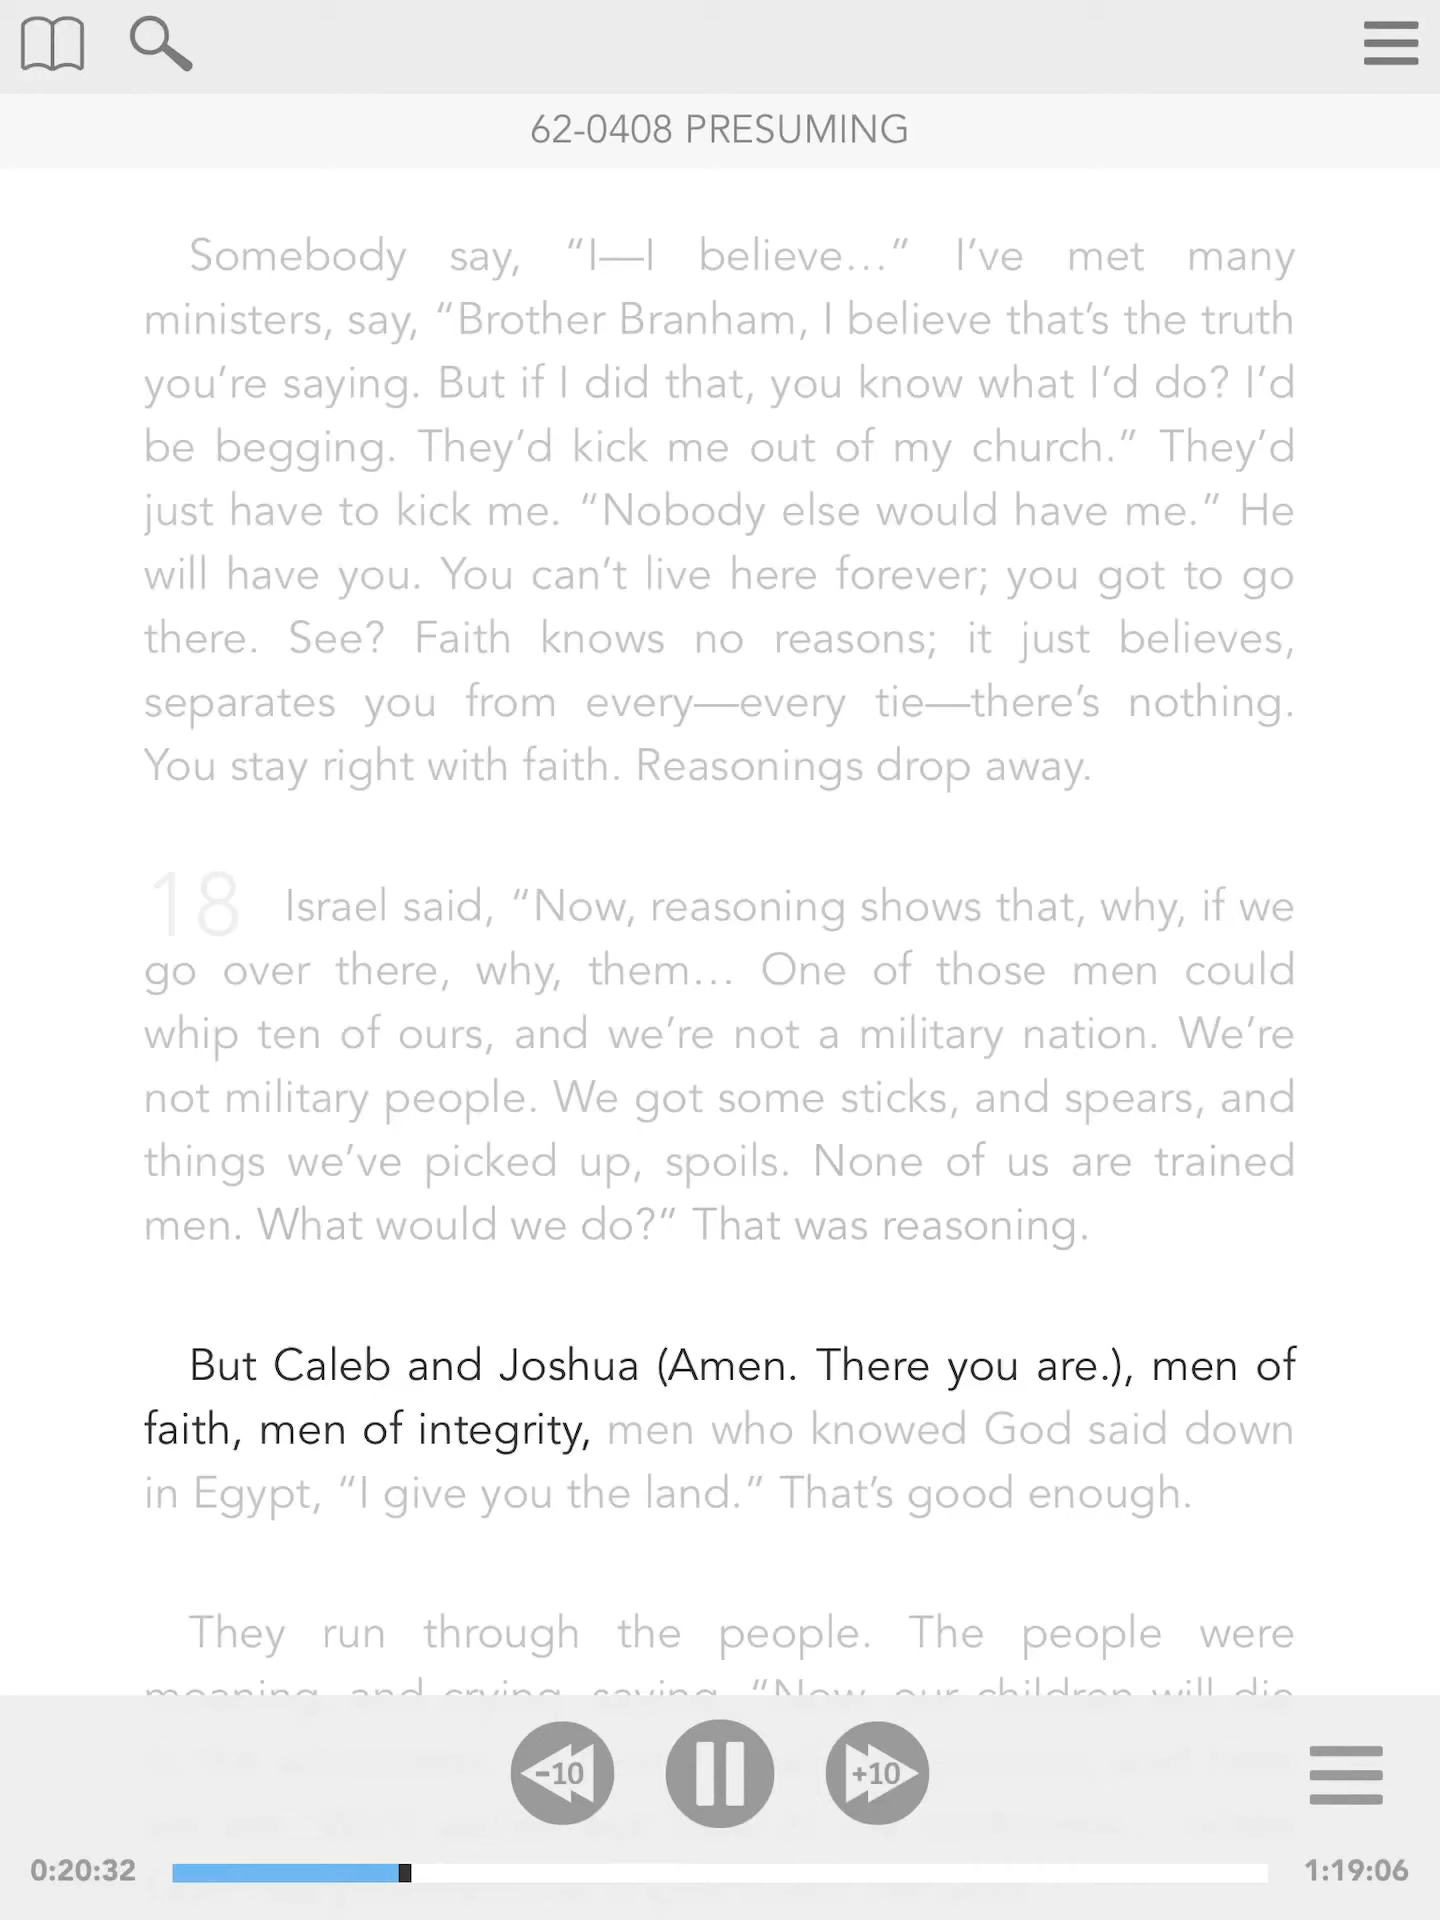 62-0408 PRESUMING
Somebody say, “I—I believe…” I’ve met many
ministers, say, “Brother Branham, I believe that’s the truth
you’re saying. But if I did that, you know what I’d do? I’d
be begging. They’d kick me out of my church.” They’d
just have to kick me. “Nobody else would have me.” He
will have you. You can’t live here forever; you got to go
there. See? Faith knows no reasons; it just believes,
separates you from every—every tie—there’s nothing.
You stay right with faith. Reasonings drop away.
18 Israel said, “Now, reasoning shows that, why, if we
go over there, why, them… One of those men could
whip ten of ours, and we’re not a military nation. We’re
not military people. We got some sticks, and spears, and
things we’ve picked up, spoils. None of us are trained
men. What would we do?” That was reasoning.
But Caleb and Joshua (Amen. There you are.), men of
faith, men of integrity, men who knowed God said down
in Egypt, “I give you the land.” That’s good enough.
They run through the people. The people were
moaning, and crying, saying, “Now, our children will die
-10 +10
0:20:32 1:19:06